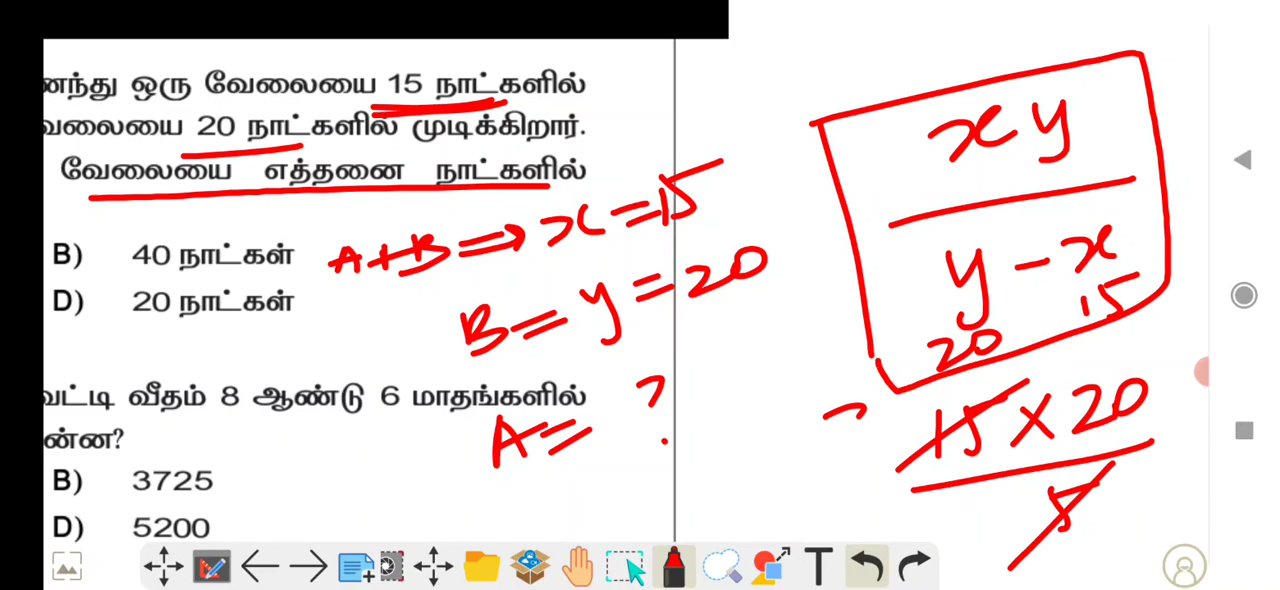 னந்து ஒரு வேலையை 15 நாட்களில்
வலையை 20 நாட்களில் முடிக்கிறார்.
வேலையை எத்தனை நாட்களில்
B) 40 நாட்கள்
D) 20 நாட்கள்
வட்டி வீதம் 8 ஆண்டு 6 மாதங்களில்
ன்ன?
B) 3725
D) 5200
A+B ⇒ x = 15
B = y = 20
A = ?
x y
y - x
20 15
15 × 20
5
T